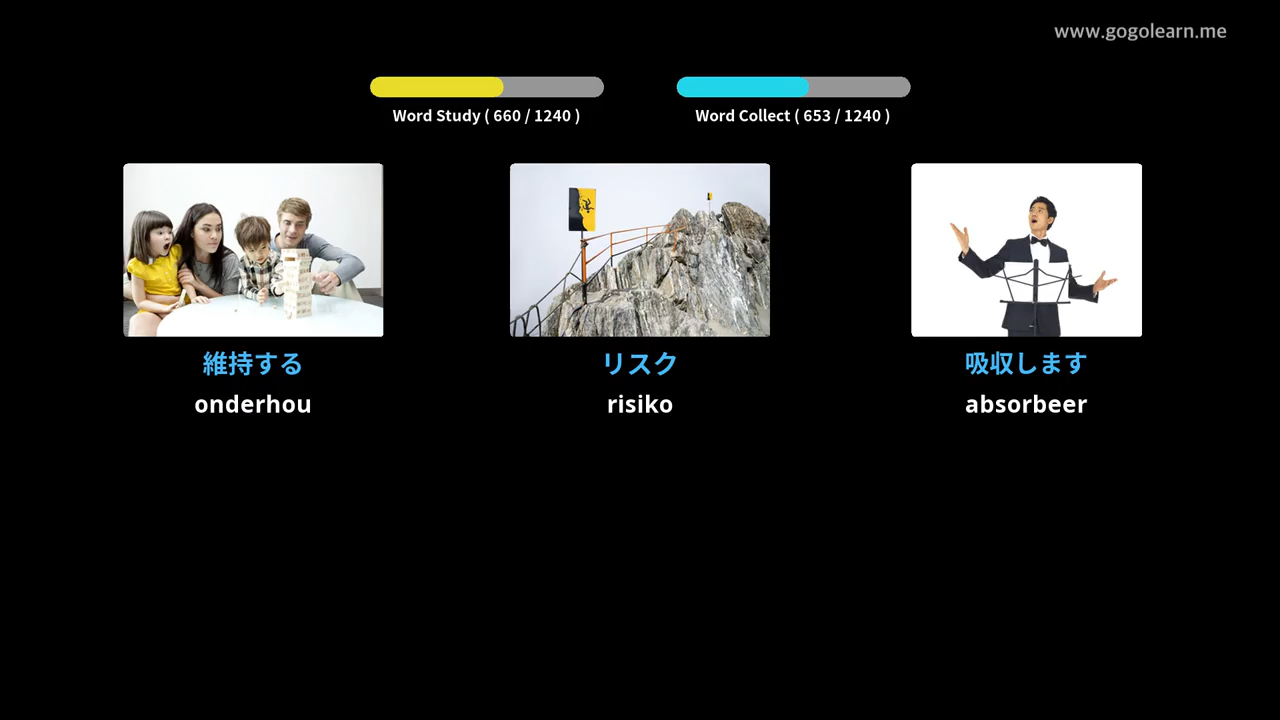 www.gogolearn.me
Word Study ( 660 / 1240 )
Word Collect ( 653 / 1240 )
維持する
リスク
吸収します
onderhou
risiko
absorbeer